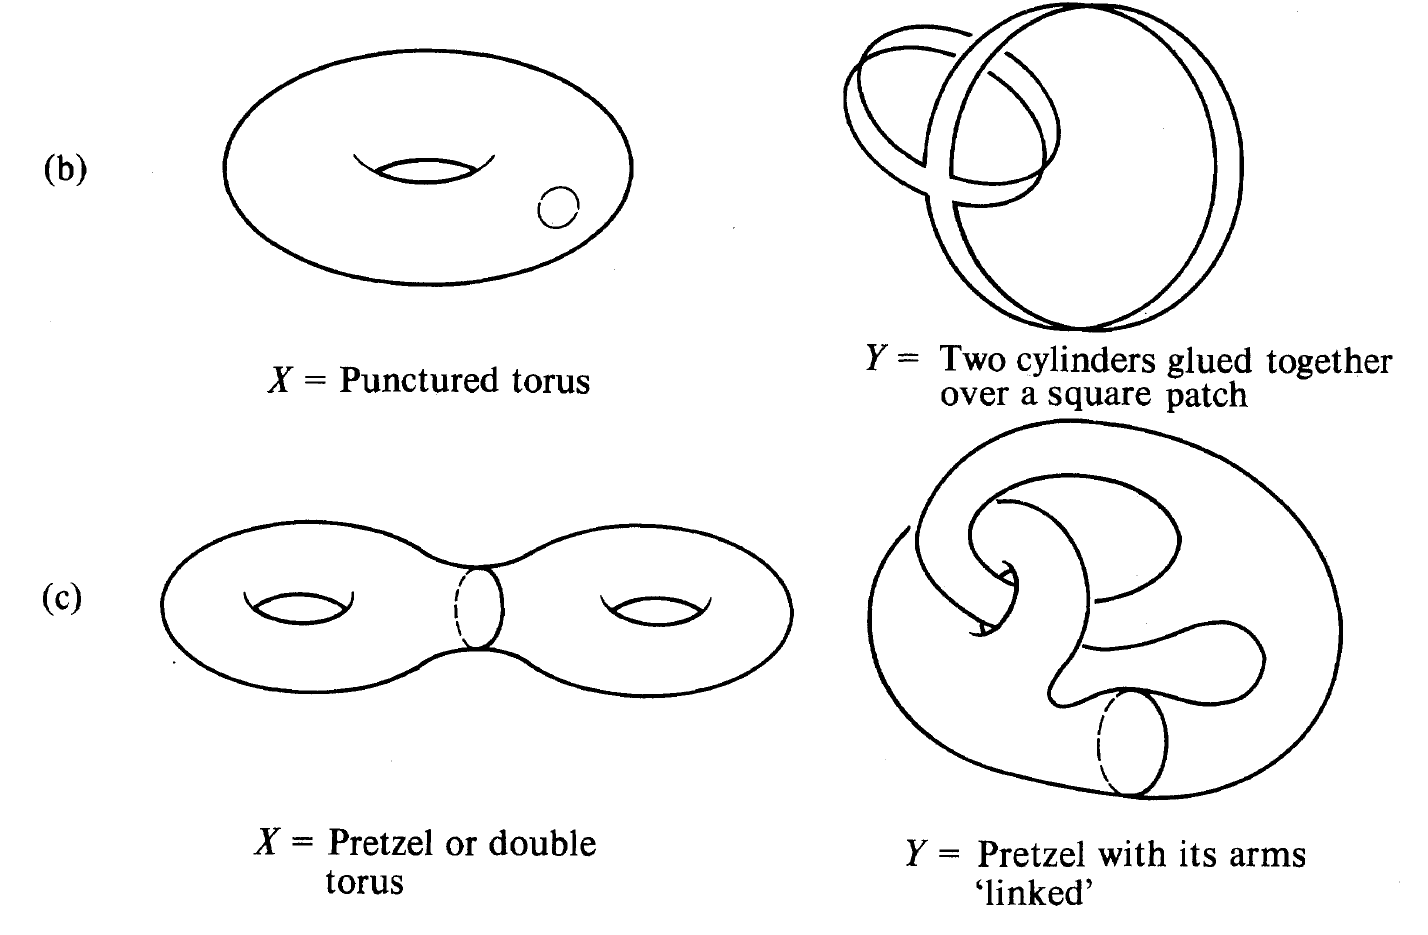 (b)
X = Punctured torus
Y = Two cylinders glued together
over a square patch
(c)
X = Pretzel or double
torus
Y = Pretzel with its arms
‘linked’